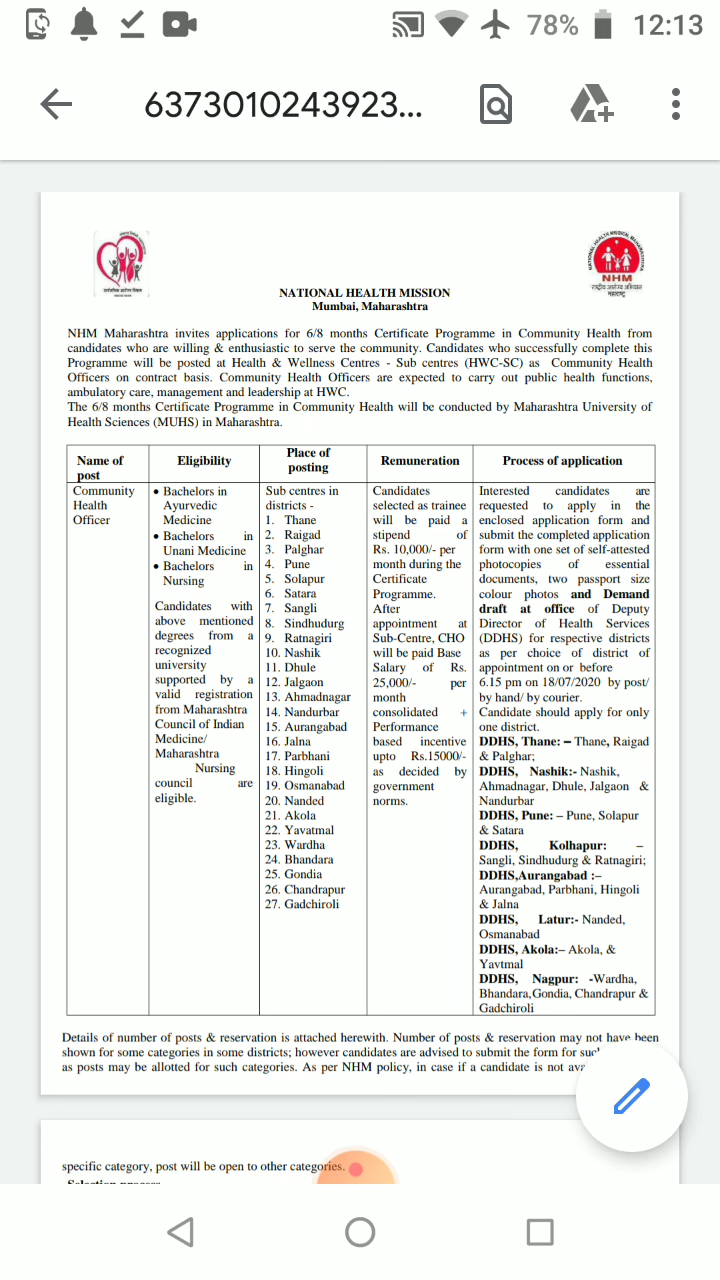 78% 12:13
6373010243923...
NHM
राष्ट्रीय आरोग्य अभियान
महाराष्ट्र
NATIONAL HEALTH MISSION
Mumbai, Maharashtra
NHM Maharashtra invites applications for 6/8 months Certificate Programme in Community Health from
candidates who are willing & enthusiastic to serve the community. Candidates who successfully complete this
Programme will be posted at Health & Wellness Centres - Sub centres (HWC-SC) as Community Health
Officers on contract basis. Community Health Officers are expected to carry out public health functions,
ambulatory care, management and leadership at HWC.
The 6/8 months Certificate Programme in Community Health will be conducted by Maharashtra University of
Health Sciences (MUHS) in Maharashtra.
Name of
post
Eligibility
Place of
posting
Remuneration
Process of application
Community
Health
Officer
• Bachelors in
Ayurvedic
Medicine
• Bachelors in
Unani Medicine
• Bachelors in
Nursing
Candidates with
above mentioned
degrees from a
recognized
university
supported by a
valid registration
from Maharashtra
Council of Indian
Medicine/
Maharashtra
Nursing
council are
eligible.
Sub centres in
districts -
1. Thane
2. Raigad
3. Palghar
4. Pune
5. Solapur
6. Satara
7. Sangli
8. Sindhudurg
9. Ratnagiri
10. Nashik
11. Dhule
12. Jalgaon
13. Ahmadnagar
14. Nandurbar
15. Aurangabad
16. Jalna
17. Parbhani
18. Hingoli
19. Osmanabad
20. Nanded
21. Akola
22. Yavatmal
23. Wardha
24. Bhandara
25. Gondia
26. Chandrapur
27. Gadchiroli
Candidates
selected as trainee
will be paid a
stipend of
Rs. 10,000/- per
month during the
Certificate
Programme.
After
appointment at
Sub-Centre, CHO
will be paid Base
Salary of Rs.
25,000/- per
month
consolidated +
Performance
based incentive
upto Rs.15000/-
as decided by
government
norms.
Interested candidates are
requested to apply in the
enclosed application form and
submit the completed application
form with one set of self-attested
photocopies of essential
documents, two passport size
colour photos and Demand
draft at office of Deputy
Director of Health Services
(DDHS) for respective districts
as per choice of district of
appointment on or before
6.15 pm on 18/07/2020 by post/
by hand/ by courier.
Candidate should apply for only
one district.
DDHS, Thane: – Thane, Raigad
& Palghar;
DDHS, Nashik:- Nashik,
Ahmadnagar, Dhule, Jalgaon &
Nandurbar
DDHS, Pune: – Pune, Solapur
& Satara
DDHS, Kolhapur: –
Sangli, Sindhudurg & Ratnagiri;
DDHS,Aurangabad :–
Aurangabad, Parbhani, Hingoli
& Jalna
DDHS, Latur:- Nanded,
Osmanabad
DDHS, Akola:– Akola, &
Yavtmal
DDHS, Nagpur: -Wardha,
Bhandara,Gondia, Chandrapur &
Gadchiroli
Details of number of posts & reservation is attached herewith. Number of posts & reservation may not have been
shown for some categories in some districts; however candidates are advised to submit the form for
as posts may be allotted for such categories. As per NHM policy, in case if a candidate is not
specific category, post will be open to other categories.